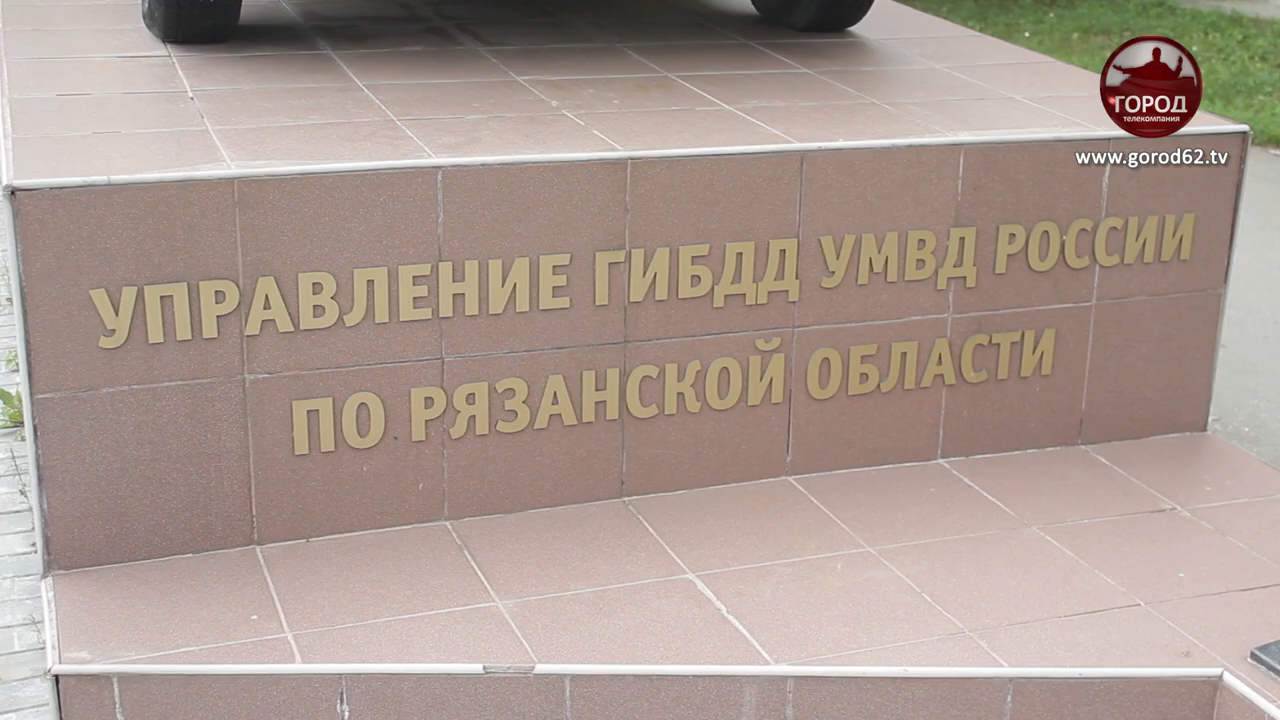 ГОРОД
телекомпания
www.gorod62.tv
УПРАВЛЕНИЕ ГИБДД УМВД РОССИИ
ПО РЯЗАНСКОЙ ОБЛАСТИ